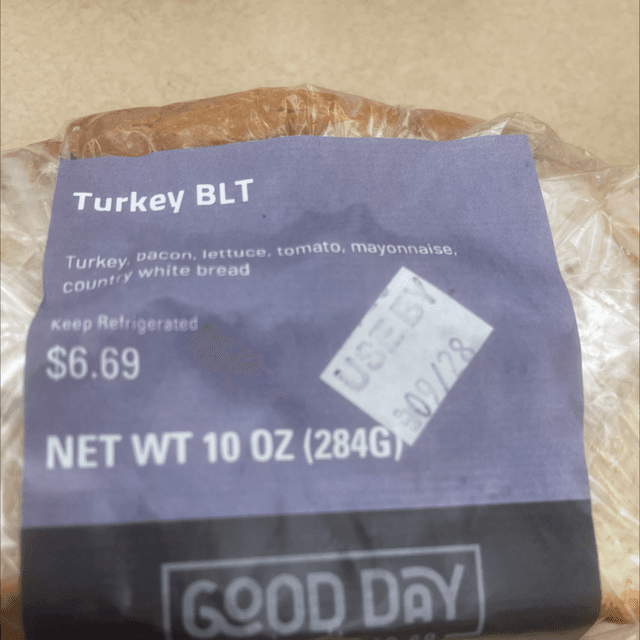 Turkey BLT
Turkey, bacon, lettuce, tomato, mayonnaise,
country white bread
Keep Refrigerated
$6.69
USE BY
09/28
NET WT 10 OZ (284G)
GOOD DAY